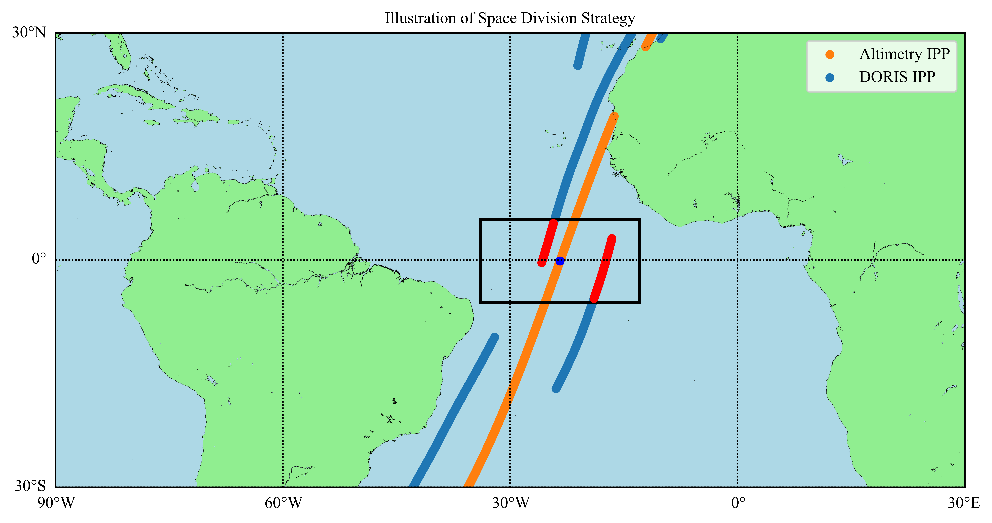 Illustration of Space Division Strategy
30°N
Altimetry IPP
DORIS IPP
0°
30°S
90°W
60°W
30°W
0°
30°E